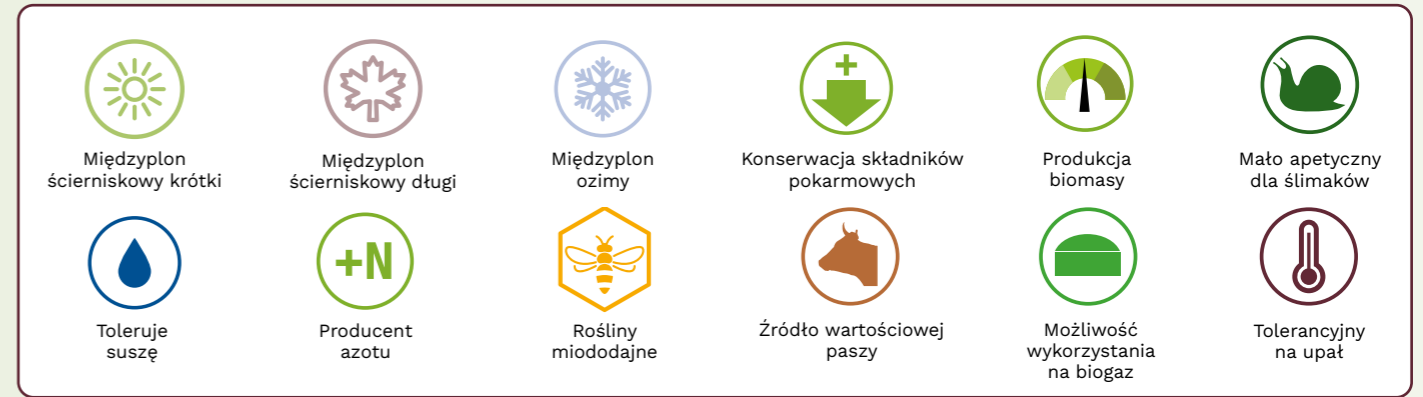 Międzyplon
ścierniskowy krótki
Międzyplon
ścierniskowy długi
Międzyplon
ozimy
+
Konserwacja składników
pokarmowych
Produkcja
biomasy
Mało apetyczny
dla ślimaków
Toleruje
suszę
+N
Producent
azotu
Rośliny
miododajne
Źródło wartościowej
paszy
Możliwość
wykorzystania
na biogaz
Tolerancyjny
na upał